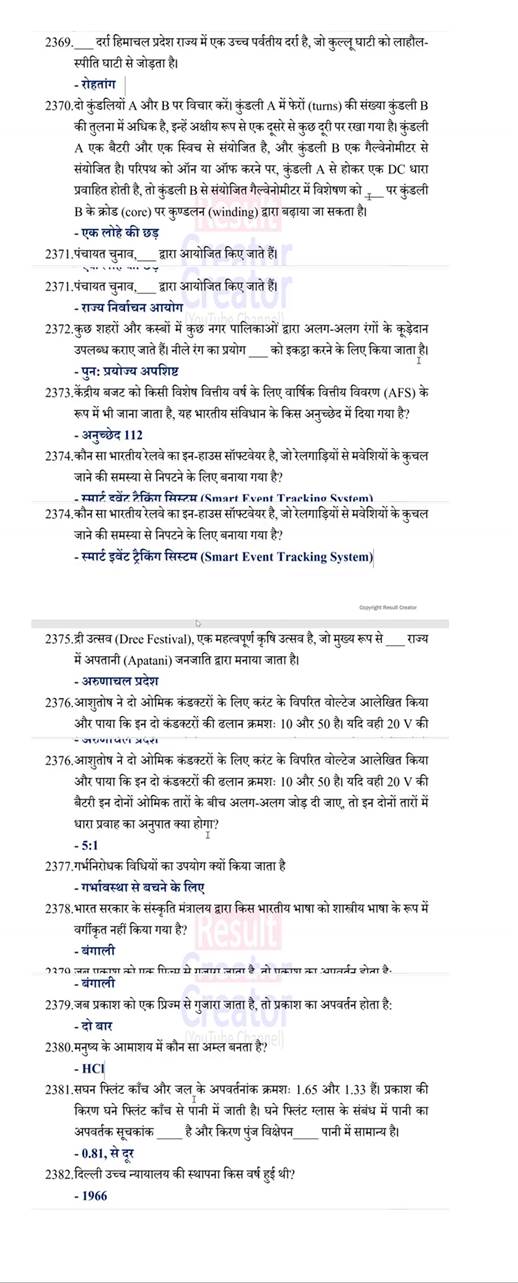 2369.____ दर्रा हिमाचल प्रदेश राज्य में एक उच्च पर्वतीय दर्रा है, जो कुल्लू घाटी को लाहौल-
स्पीति घाटी से जोड़ता है।
- रोहतांग
2370.दो कुंडलियों A और B पर विचार करें। कुंडली A में फेरों (turns) की संख्या कुंडली B
की तुलना में अधिक है, इन्हें अक्षीय रूप से एक दूसरे से कुछ दूरी पर रखा गया है। कुंडली
A एक बैटरी और एक स्विच से संयोजित है, और कुंडली B एक गैल्वेनोमीटर से
संयोजित है। परिपथ को ऑन या ऑफ करने पर, कुंडली A से होकर एक DC धारा
प्रवाहित होती है, तो कुंडली B से संयोजित गैल्वेनोमीटर में विशेषण को ____ पर कुंडली
B के क्रोड (core) पर कुण्डलन (winding) द्वारा बढ़ाया जा सकता है।
- एक लोहे की छड़
2371.पंचायत चुनाव,____ द्वारा आयोजित किए जाते हैं।
2371.पंचायत चुनाव,____ द्वारा आयोजित किए जाते हैं।
- राज्य निर्वाचन आयोग
2372.कुछ शहरों और कस्बों में कुछ नगर पालिकाओं द्वारा अलग-अलग रंगों के कूड़ेदान
उपलब्ध कराए जाते हैं। नीले रंग का प्रयोग ____ को इकट्ठा करने के लिए किया जाता है।
- पुन: प्रयोज्य अपशिष्ट
2373.केंद्रीय बजट को किसी विशेष वित्तीय वर्ष के लिए वार्षिक वित्तीय विवरण (AFS) के
रूप में भी जाना जाता है, यह भारतीय संविधान के किस अनुच्छेद में दिया गया है?
- अनुच्छेद 112
2374.कौन सा भारतीय रेलवे का इन-हाउस सॉफ्टवेयर है, जो रेलगाड़ियों से मवेशियों के कुचल
जाने की समस्या से निपटने के लिए बनाया गया है?
- स्मार्ट इवेंट ट्रैकिंग सिस्टम (Smart Event Tracking System)
2374.कौन सा भारतीय रेलवे का इन-हाउस सॉफ्टवेयर है, जो रेलगाड़ियों से मवेशियों के कुचल
जाने की समस्या से निपटने के लिए बनाया गया है?
- स्मार्ट इवेंट ट्रैकिंग सिस्टम (Smart Event Tracking System)
Copyright Result Creator
2375.द्री उत्सव (Dree Festival), एक महत्वपूर्ण कृषि उत्सव है, जो मुख्य रूप से ____ राज्य
में अपतानी (Apatani) जनजाति द्वारा मनाया जाता है।
- अरुणाचल प्रदेश
2376.आशुतोष ने दो ओमिक कंडक्टरों के लिए करंट के विपरित वोल्टेज आलेखित किया
और पाया कि इन दो कंडक्टरों की ढलान क्रमशः 10 और 50 है। यदि वही 20 V की
- अरुणाचल प्रदेश
2376.आशुतोष ने दो ओमिक कंडक्टरों के लिए करंट के विपरित वोल्टेज आलेखित किया
और पाया कि इन दो कंडक्टरों की ढलान क्रमशः 10 और 50 है। यदि वही 20 V की
बैटरी इन दोनों ओमिक तारों के बीच अलग-अलग जोड़ दी जाए, तो इन दोनों तारों में
धारा प्रवाह का अनुपात क्या होगा?
- 5:1
2377.गर्भनिरोधक विधियों का उपयोग क्यों किया जाता है
- गर्भावस्था से बचने के लिए
2378.भारत सरकार के संस्कृति मंत्रालय द्वारा किस भारतीय भाषा को शास्त्रीय भाषा के रूप में
वर्गीकृत नहीं किया गया है?
- बंगाली
2379.जब प्रकाश को एक प्रिज्म से गुजारा जाता है, तो प्रकाश का अपवर्तन होता है:
- बंगाली
2379.जब प्रकाश को एक प्रिज्म से गुजारा जाता है, तो प्रकाश का अपवर्तन होता है:
- दो बार
2380.मनुष्य के आमाशय में कौन सा अम्ल बनता है?
- HCl
2381.सघन फ्लिंट काँच और जल के अपवर्तनांक क्रमशः 1.65 और 1.33 हैं। प्रकाश की
किरण घने फ्लिंट काँच से पानी में जाती है। घने फ्लिंट ग्लास के संबंध में पानी का
अपवर्तक सूचकांक _____ है और किरण पुंज विक्षेपन_____ पानी में सामान्य है।
- 0.81, से दूर
2382.दिल्ली उच्च न्यायालय की स्थापना किस वर्ष हुई थी?
- 1966
Result
Creator
(YouTube Channel)